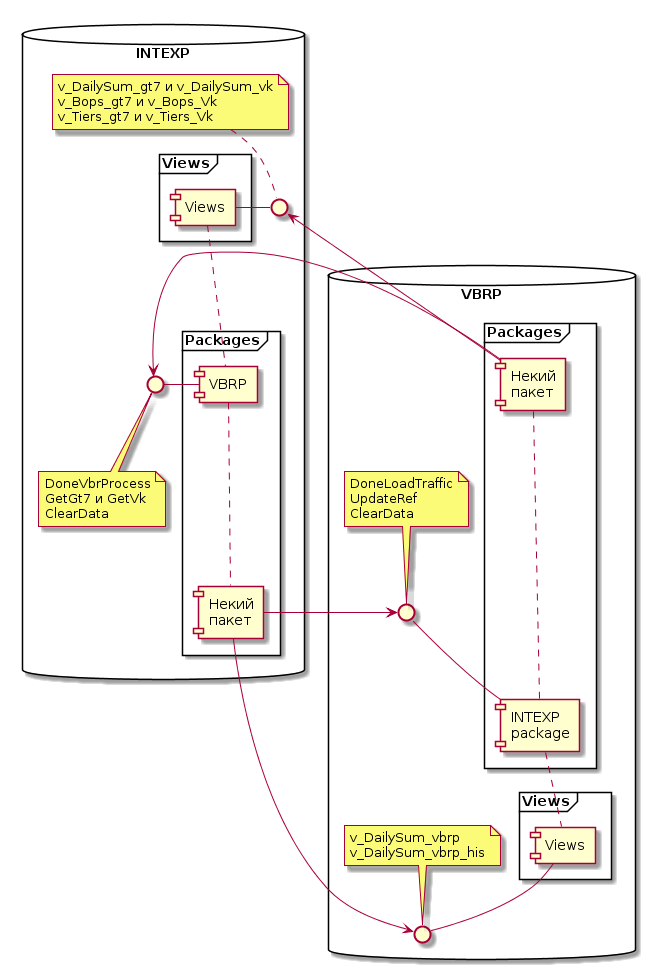 INTEXP
v_DailySum_gt7 и v_DailySum_vk
v_Bops_gt7 и v_Bops_Vk
v_Tiers_gt7 и v_Tiers_Vk
Views
Views
Packages
VBRP
DoneVbrProcess
GetGt7 и GetVk
ClearData
Некий
пакет
VBRP
Packages
Некий
пакет
DoneLoadTraffic
UpdateRef
ClearData
INTEXP
package
Views
Views
v_DailySum_vbrp
v_DailySum_vbrp_his